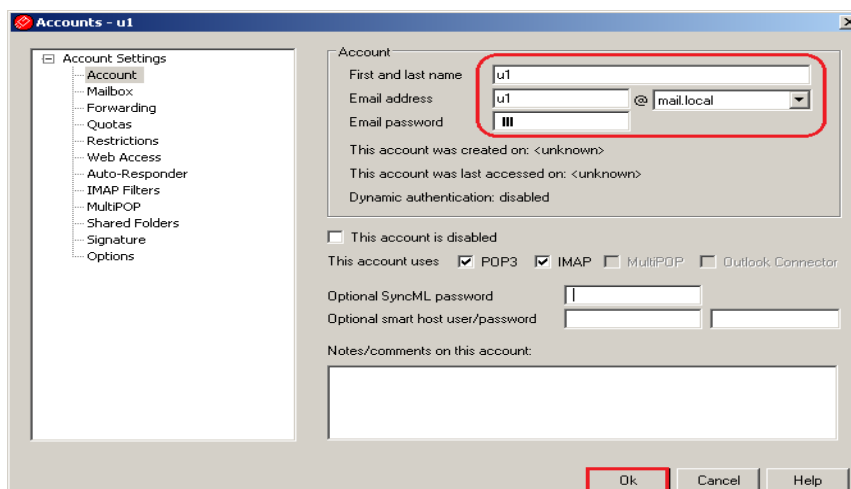 Accounts - u1
Account Settings
Account
Mailbox
Forwarding
Quotas
Restrictions
Web Access
Auto-Responder
IMAP Filters
MultiPOP
Shared Folders
Signature
Options
Account
First and last name u1
Email address u1 @ mail.local
Email password
This account was created on: <unknown>
This account was last accessed on: <unknown>
Dynamic authentication: disabled
This account is disabled
This account uses POP3 IMAP MultiPOP Outlook Connector
Optional SyncML password
Optional smart host user/password
Notes/comments on this account:
Ok Cancel Help